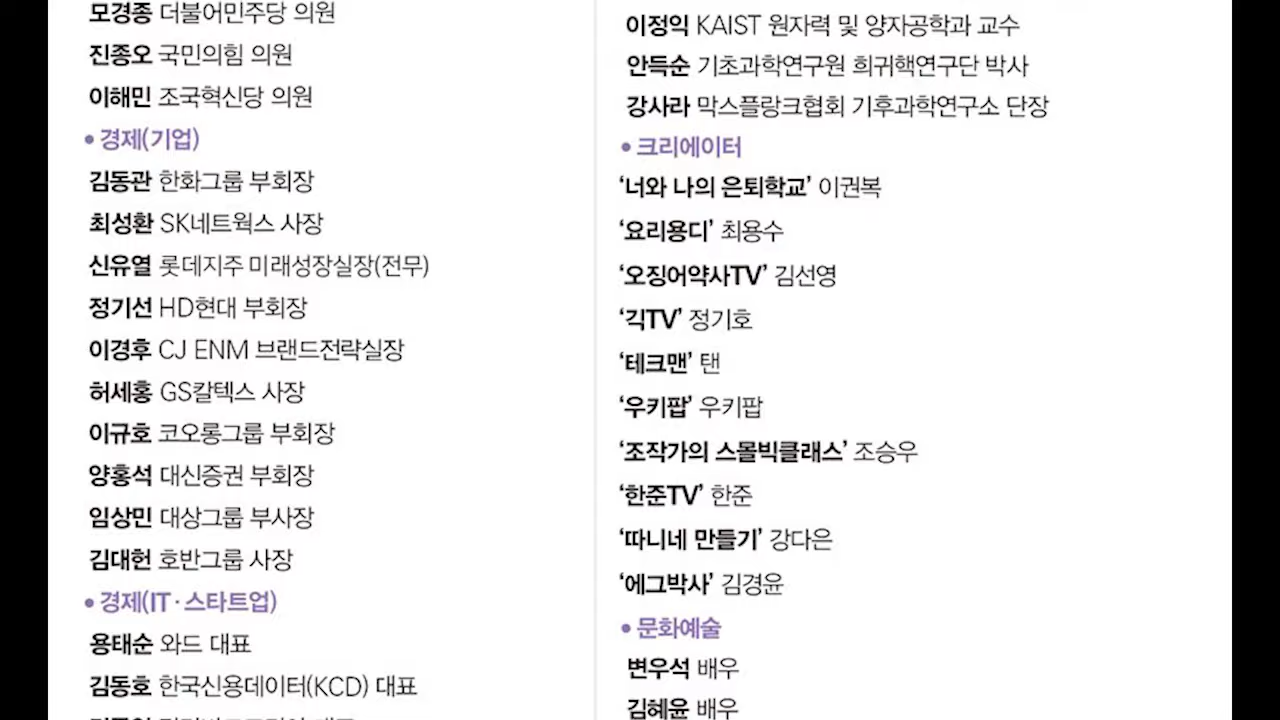 모경종 더불어민주당 의원
진종오 국민의힘 의원
이해민 조국혁신당 의원
• 경제(기업)
김동관 한화그룹 부회장
최성환 SK네트웍스 사장
신유열 롯데지주 미래성장실장(전무)
정기선 HD현대 부회장
이경후 CJ ENM 브랜드전략실장
허세홍 GS칼텍스 사장
이규호 코오롱그룹 부회장
양홍석 대신증권 부회장
임상민 대상그룹 부사장
김대헌 호반그룹 사장
• 경제(IT·스타트업)
용태순 와드 대표
김동호 한국신용데이터(KCD) 대표
이정익 KAIST 원자력 및 양자공학과 교수
안득순 기초과학연구원 희귀핵연구단 박사
강사라 막스플랑크협회 기후과학연구소 단장
• 크리에이터
‘너와 나의 은퇴학교’ 이권복
‘요리용디’ 최용수
‘오징어약사TV’ 김선영
‘긱TV’ 정기호
‘테크맨’ 탠
‘우키팝’ 우키팝
‘조작가의 스몰빅클래스’ 조승우
‘한준TV’ 한준
‘따니네 만들기’ 강다은
‘에그박사’ 김경윤
• 문화예술
변우석 배우
김혜윤 배우